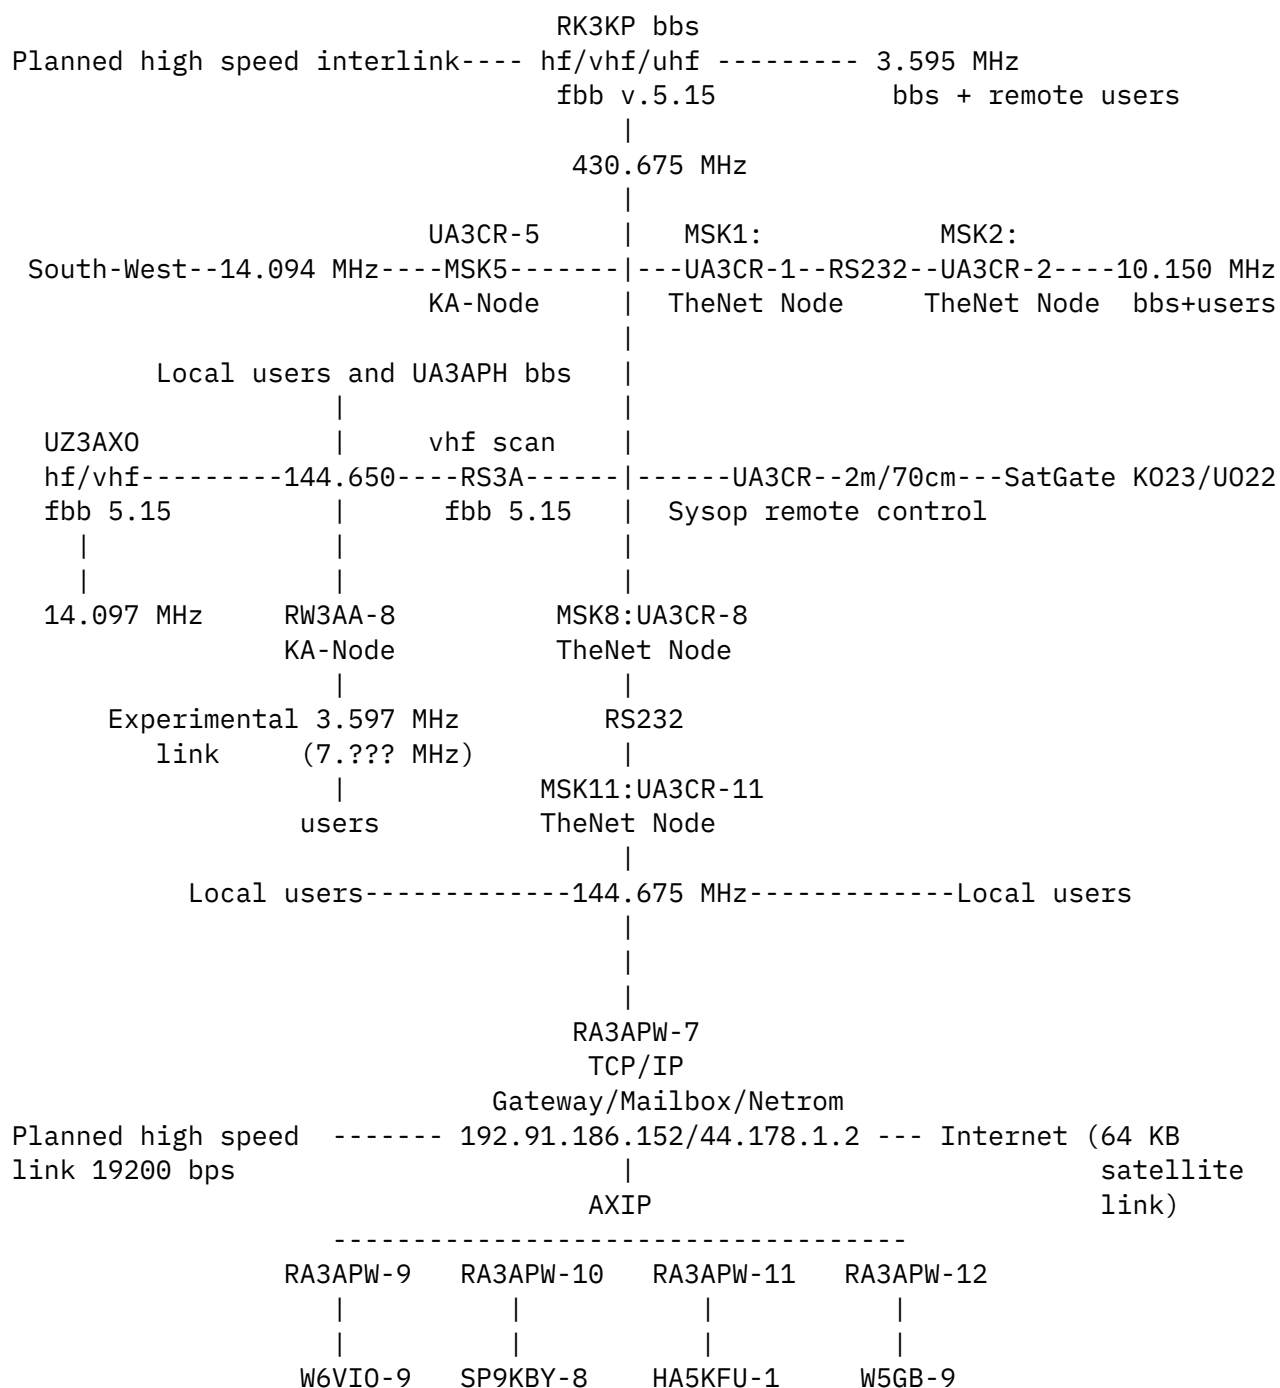 RK3KP bbs
Planned high speed interlink---- hf/vhf/uhf --------- 3.595 MHz
                                  fbb v.5.15            bbs + remote users
                                      |
                                   430.675 MHz
                                      |
                          UA3CR-5     |   MSK1:           MSK2:
 South-West--14.094 MHz----MSK5-------|---UA3CR-1--RS232--UA3CR-2----10.150 MHz
                          KA-Node     |  TheNet Node     TheNet Node  bbs+users
                                      |
         Local users and UA3APH bbs   |
                    |                 |
  UZ3AXO            |     vhf scan    |
  hf/vhf---------144.650----RS3A------|------UA3CR--2m/70cm---SatGate KO23/UO22
  fbb 5.15          |      fbb 5.15   |  Sysop remote control
    |               |                 |
    |               |                 |
  14.097 MHz     RW3AA-8          MSK8:UA3CR-8
                 KA-Node          TheNet Node
                    |                 |
      Experimental 3.597 MHz         RS232
         link     (7.??? MHz)         |
                    |            MSK11:UA3CR-11
                  users          TheNet Node
                                      |
           Local users-------------144.675 MHz-------------Local users
                                      |
                                      |
                                      |
                                   RA3APW-7
                                    TCP/IP
                              Gateway/Mailbox/Netrom
Planned high speed  ------- 192.91.186.152/44.178.1.2 --- Internet (64 KB
link 19200 bps                        |                             satellite
                                    AXIP                            link)
                    ------------------------------------
                 RA3APW-9   RA3APW-10   RA3APW-11   RA3APW-12
                    |          |           |           |
                    |          |           |           |
                  W6VIO-9   SP9KBY-8    HA5KFU-1     W5GB-9